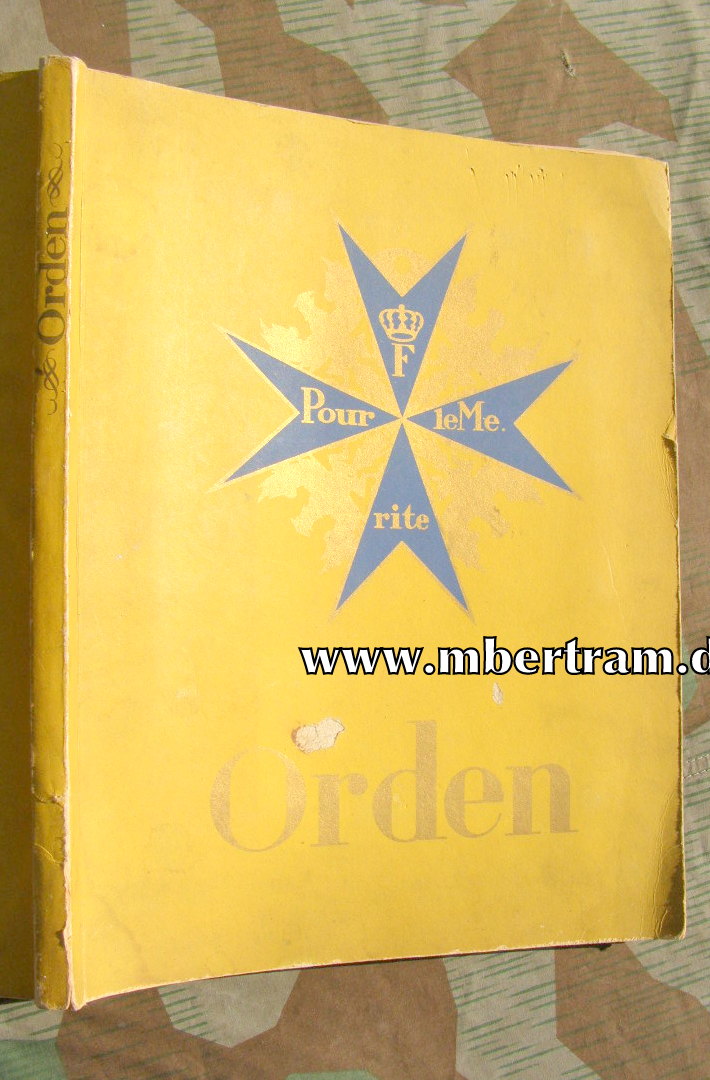 Orden
F
Pour leMe.
rite
www.mbertram.d
Orden